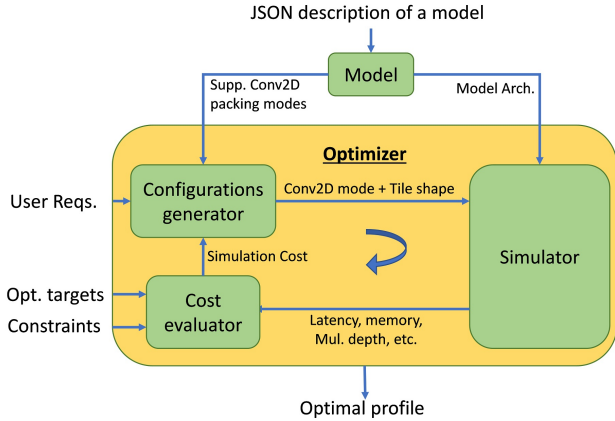 JSON description of a model
Model
Supp. Conv2D
packing modes
Model Arch.
Optimizer
User Reqs.
Configurations
generator
Conv2D mode + Tile shape
Simulator
Simulation Cost
Opt. targets
Constraints
Cost
evaluator
Latency, memory,
Mul. depth, etc.
Optimal profile